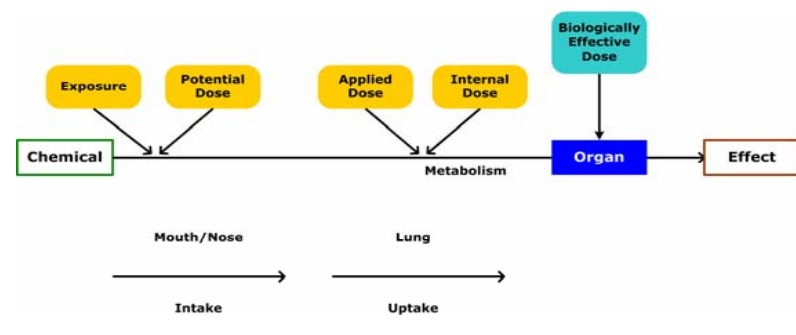 Biologically
Effective
Dose
Exposure
Potential
Dose
Applied
Dose
Internal
Dose
Chemical
Organ
Effect
Metabolism
Mouth/Nose
Lung
Intake
Uptake